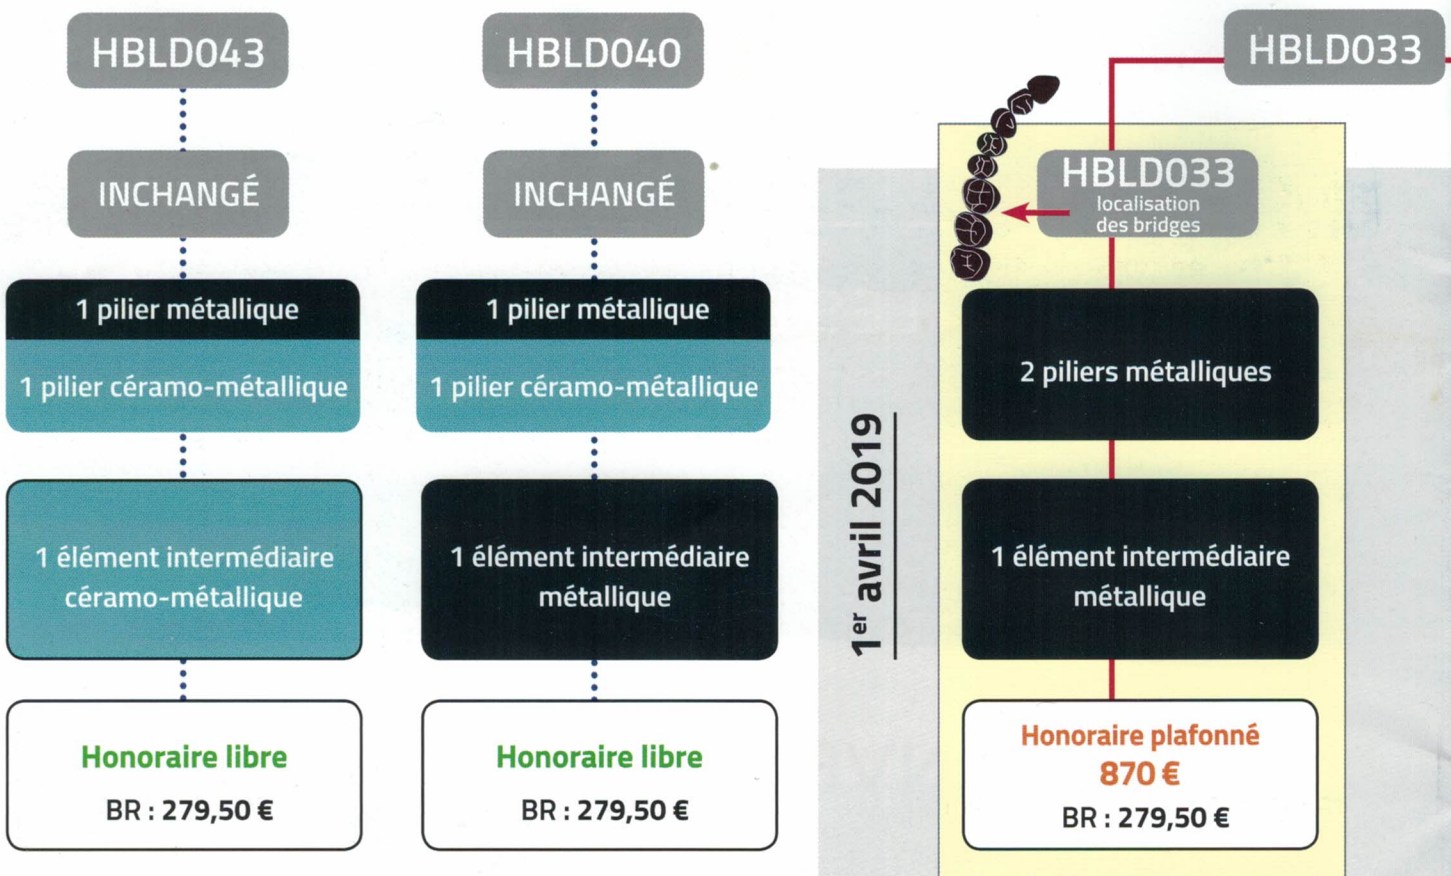 HBLD043
INCHANGÉ
1 pilier métallique
1 pilier céramo-métallique
1 élément intermédiaire
céramo-métallique
Honoraire libre
BR : 279,50 €
HBLD040
INCHANGÉ
1 pilier métallique
1 pilier céramo-métallique
1 élément intermédiaire
métallique
Honoraire libre
BR : 279,50 €
1er avril 2019
HBLD033
HBLD033
localisation
des bridges
2 piliers métalliques
1 élément intermédiaire
métallique
Honoraire plafonné
870 €
BR : 279,50 €